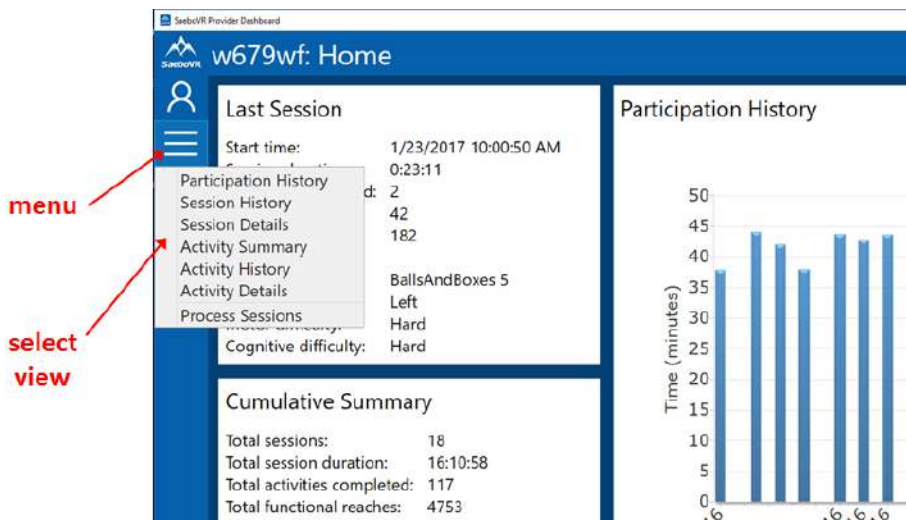 SaeboVR Provider Dashboard
SaeboVR
w679wf: Home
Last Session
Start time: 1/23/2017 10:00:50 AM
0:23:11
d: 2
42
182
BallsAndBoxes 5
Left
Hard
Cognitive difficulty: Hard
menu
select
view
Participation History
Session History
Session Details
Activity Summary
Activity History
Activity Details
Process Sessions
Cumulative Summary
Total sessions: 18
Total session duration: 16:10:58
Total activities completed: 117
Total functional reaches: 4753
Participation History
Time (minutes)
50
45
40
35
30
25
20
15
10
5
0